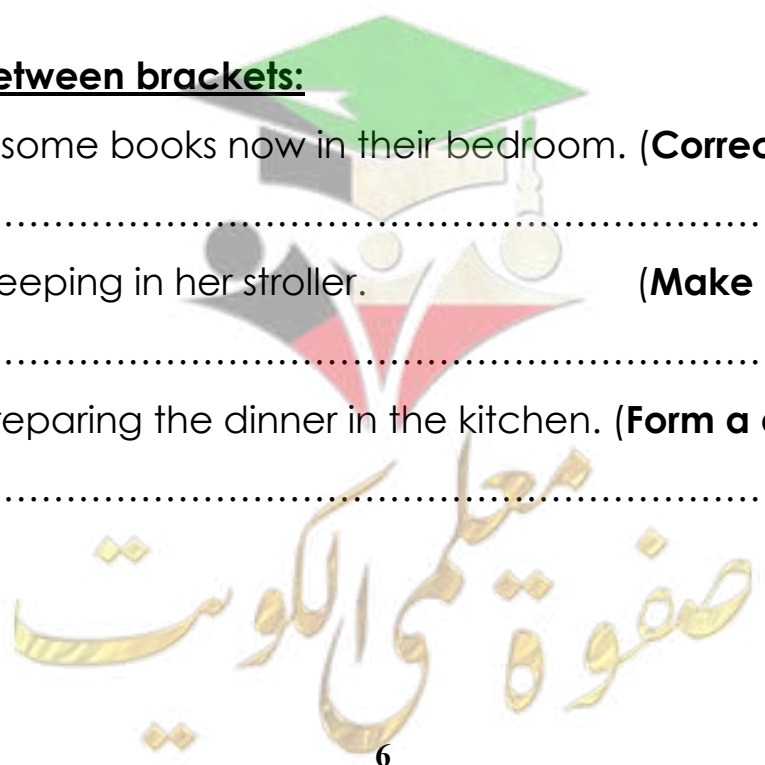 etween brackets:
some books now in their bedroom. (Correc
....................................................................
eeping in her stroller. (Make
....................................................................
reparing the dinner in the kitchen. (Form a
....................................................................
صفوة معلمى الكويت
6